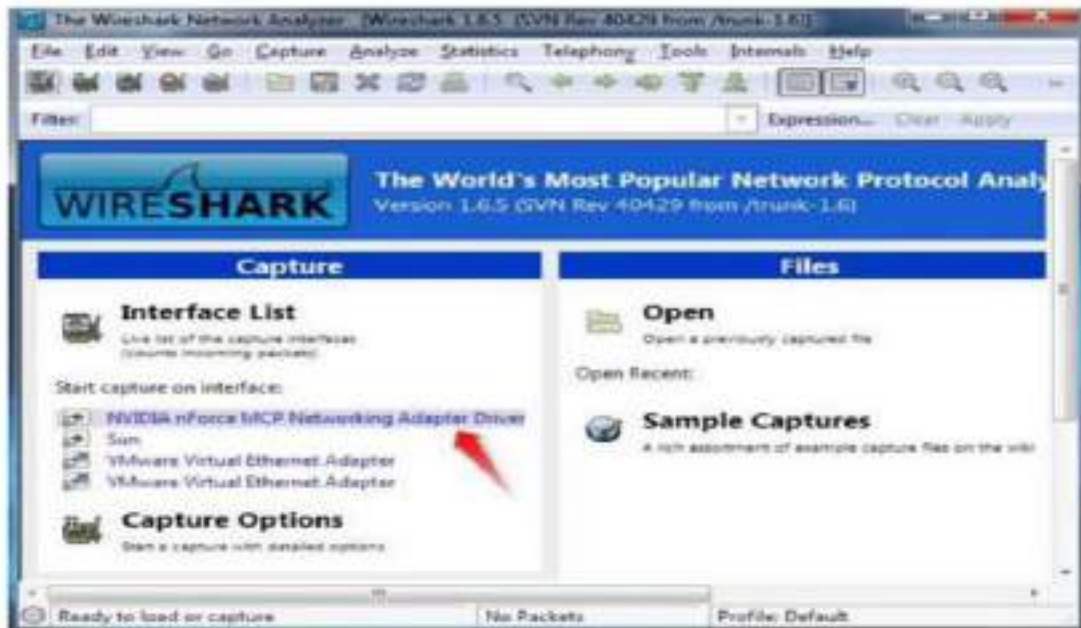 The Wireshark Network Analyzer [Wireshark 1.6.5 (SVN Rev 40429 from /trunk-1.6)]
File Edit View Go Capture Analyze Statistics Telephony Tools Internals Help
Filter: Expression... Clear Apply
WIRESHARK
The World's Most Popular Network Protocol Analy
Version 1.6.5 (SVN Rev 40429 from /trunk-1.6)
Capture
Interface List
Live list of the capture interfaces
(counts incoming packets)
Start capture on interface:
NVIDIA nForce MCP Networking Adapter Driver
Sun
VMware Virtual Ethernet Adapter
VMware Virtual Ethernet Adapter
Capture Options
Start a capture with detailed options
Files
Open
Open a previously captured file
Open Recent:
Sample Captures
A rich assortment of example capture files on the wiki
Ready to load or capture No Packets Profile: Default